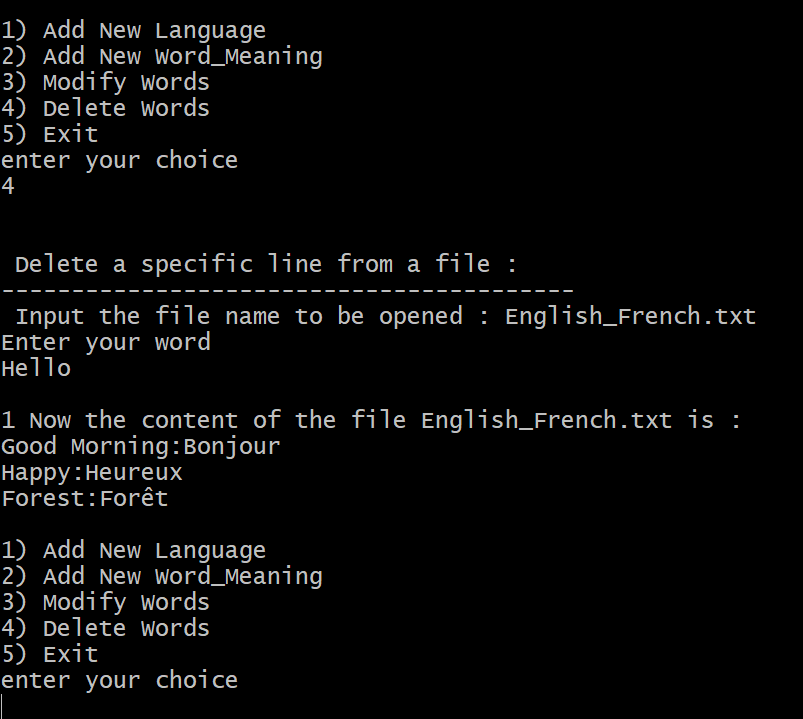 1) Add New Language
2) Add New Word_Meaning
3) Modify Words
4) Delete Words
5) Exit
enter your choice
4
Delete a specific line from a file :
-----------------------------------------
Input the file name to be opened : English_French.txt
Enter your word
Hello
1 Now the content of the file English_French.txt is :
Good Morning:Bonjour
Happy:Heureux
Forest:Forêt
1) Add New Language
2) Add New Word_Meaning
3) Modify Words
4) Delete Words
5) Exit
enter your choice